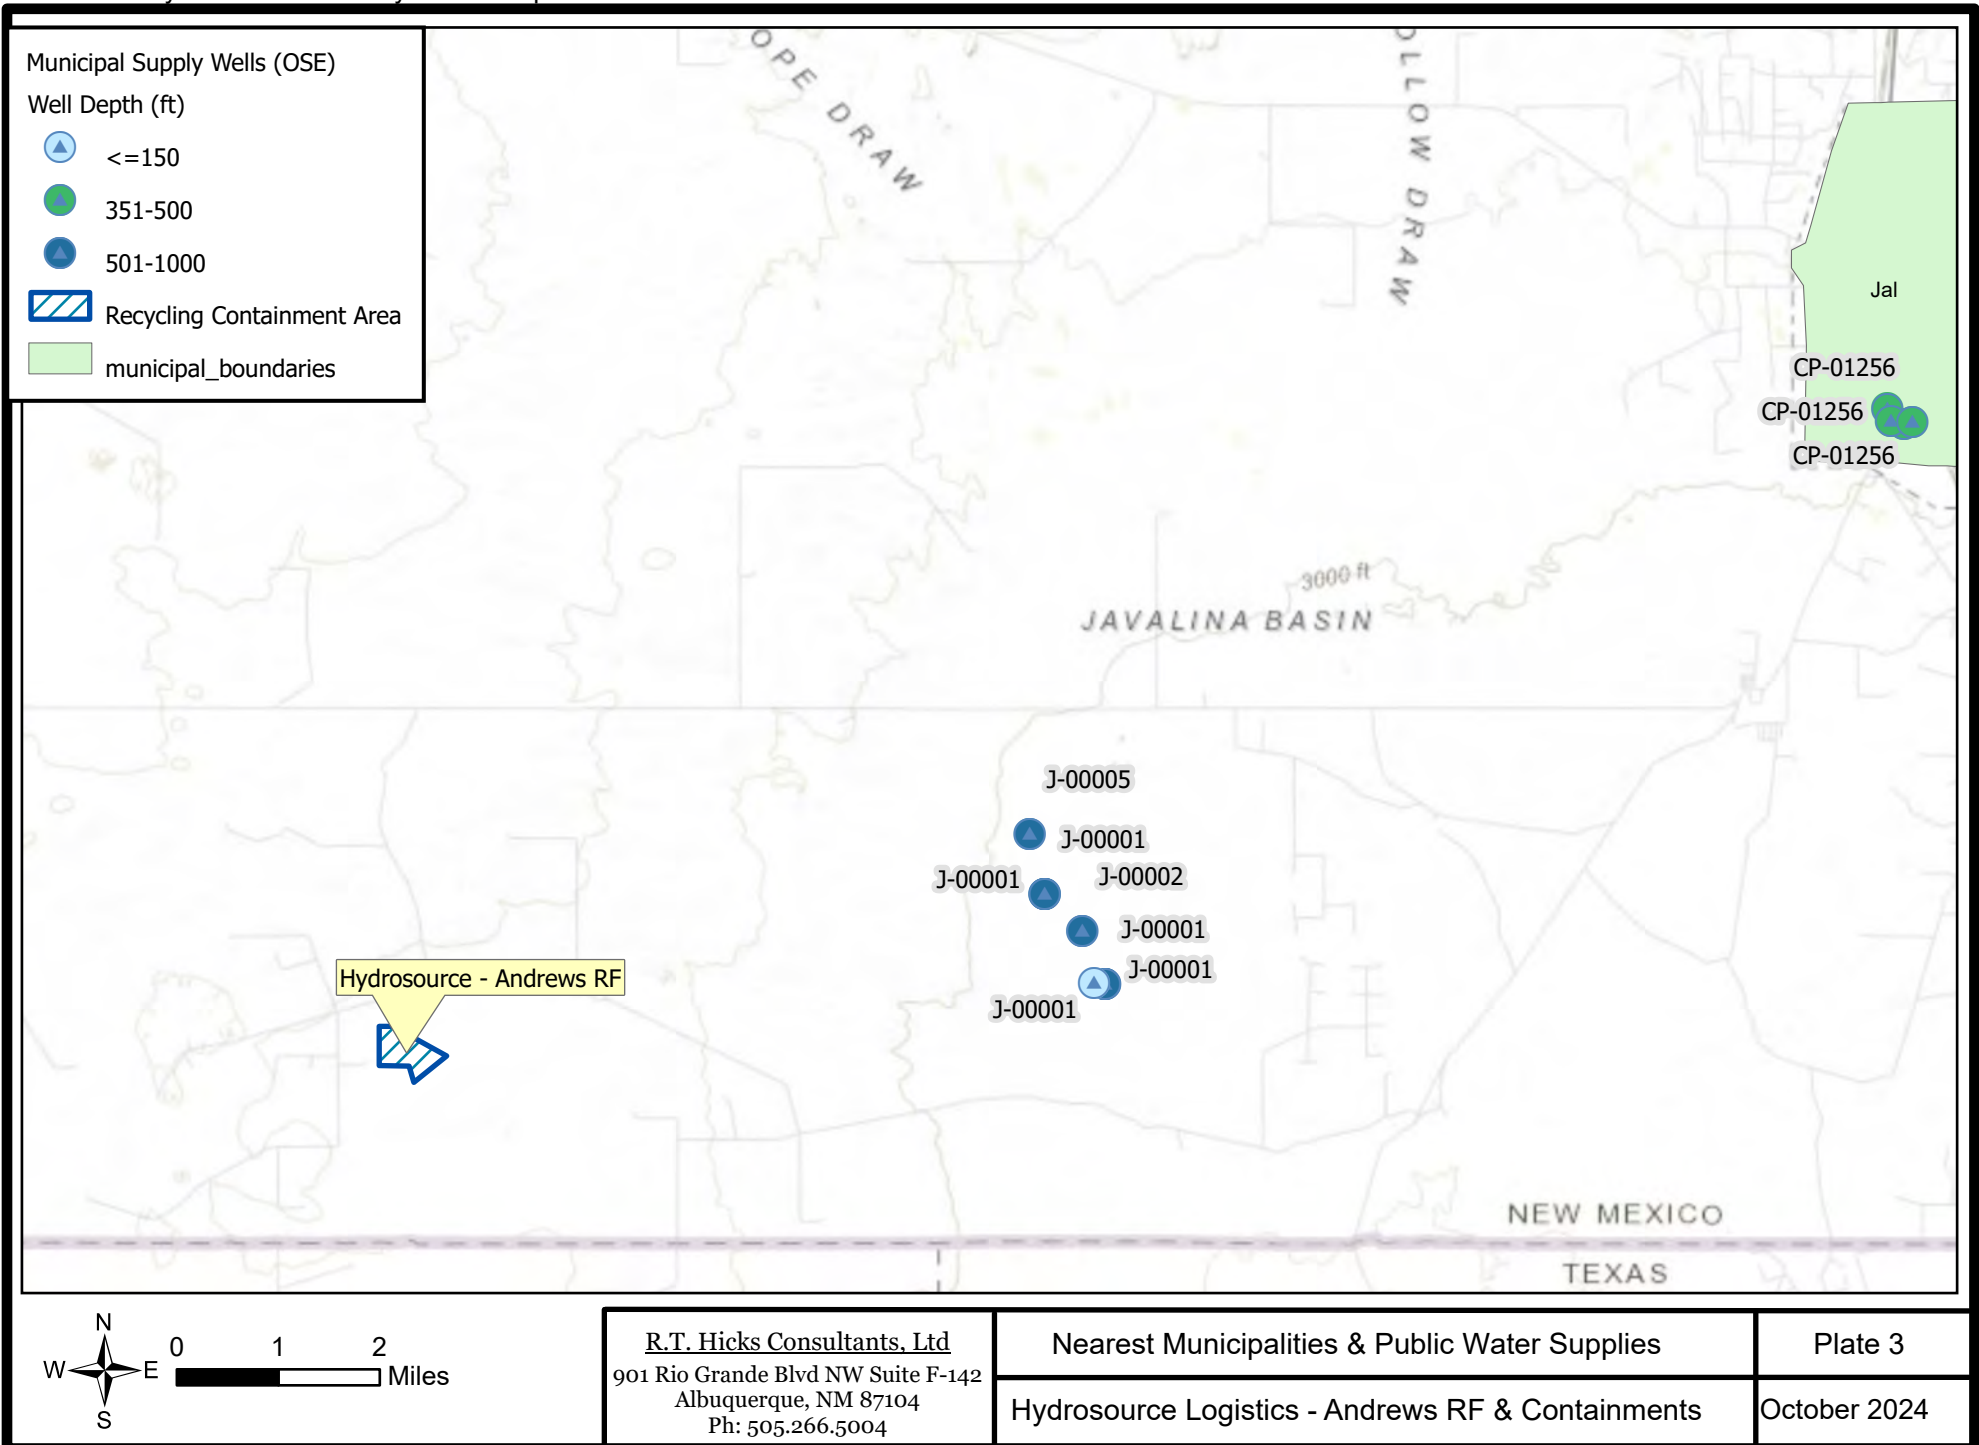 Municipal Supply Wells (OSE)
Well Depth (ft)
<=150
351-500
501-1000
Recycling Containment Area
municipal_boundaries
OPE DRAW
OLLOW DRAW
Jal
CP-01256
CP-01256
CP-01256
3000 ft
JAVALINA BASIN
J-00005
J-00001
J-00001
J-00002
J-00001
J-00001
J-00001
Hydrosource - Andrews RF
NEW MEXICO
TEXAS
N
W
E
S
0 1 2
Miles
R.T. Hicks Consultants, Ltd
901 Rio Grande Blvd NW Suite F-142
Albuquerque, NM 87104
Ph: 505.266.5004
Nearest Municipalities & Public Water Supplies
Hydrosource Logistics - Andrews RF & Containments
Plate 3
October 2024